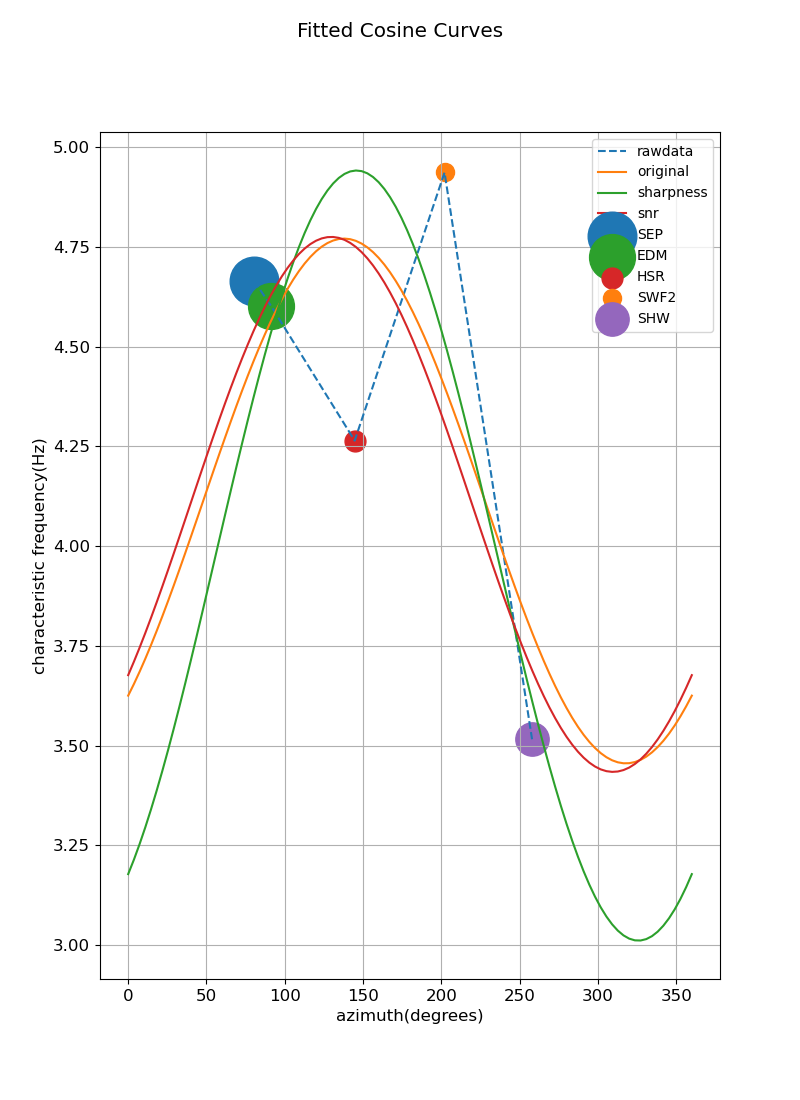 Fitted Cosine Curves
5.00
4.75
4.50
4.25
4.00
3.75
3.50
3.25
3.00
characteristic frequency(Hz)
rawdata
original
sharpness
snr
SEP
EDM
HSR
SWF2
SHW
0 50 100 150 200 250 300 350
azimuth(degrees)